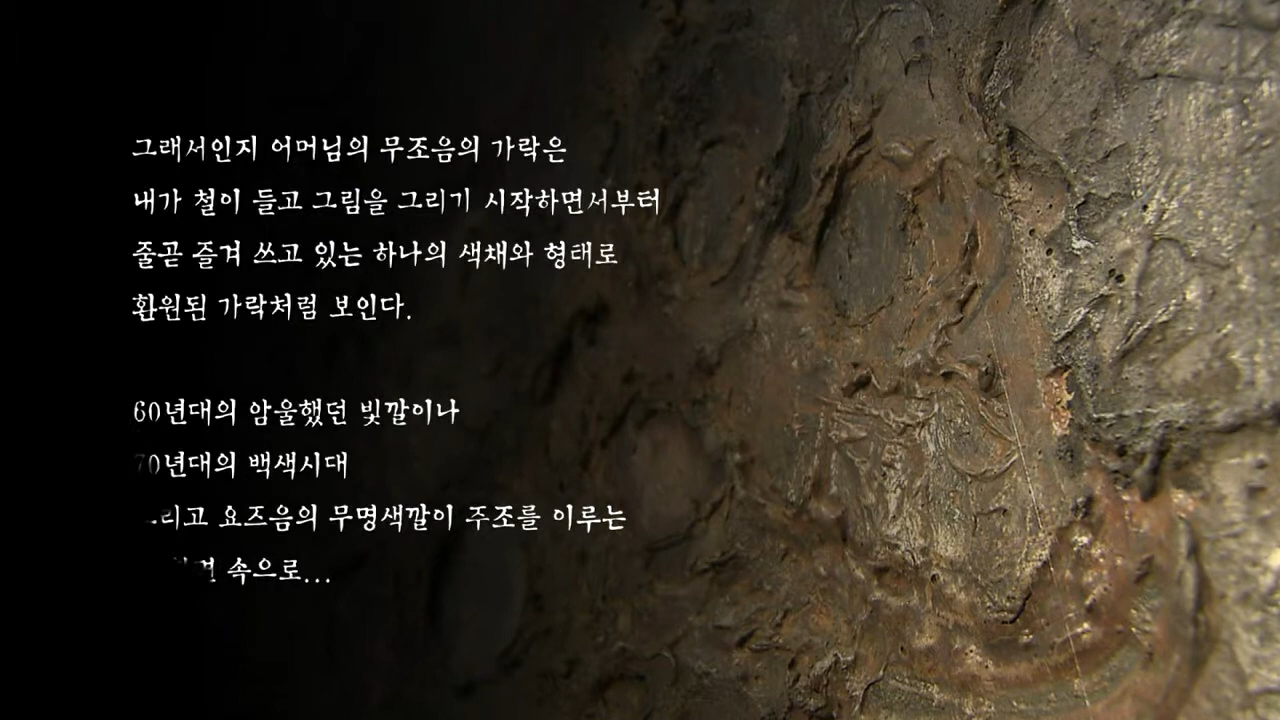 그래서인지 어머님의 무조음의 가락은
내가 철이 들고 그림을 그리기 시작하면서부터
줄곧 즐겨 쓰고 있는 하나의 색채와 형태로
환원된 가락처럼 보인다.
60년대의 암울했던 빛깔이나
70년대의 백색시대
요즈음의 무명색깔이 주조를 이루는
속으로...